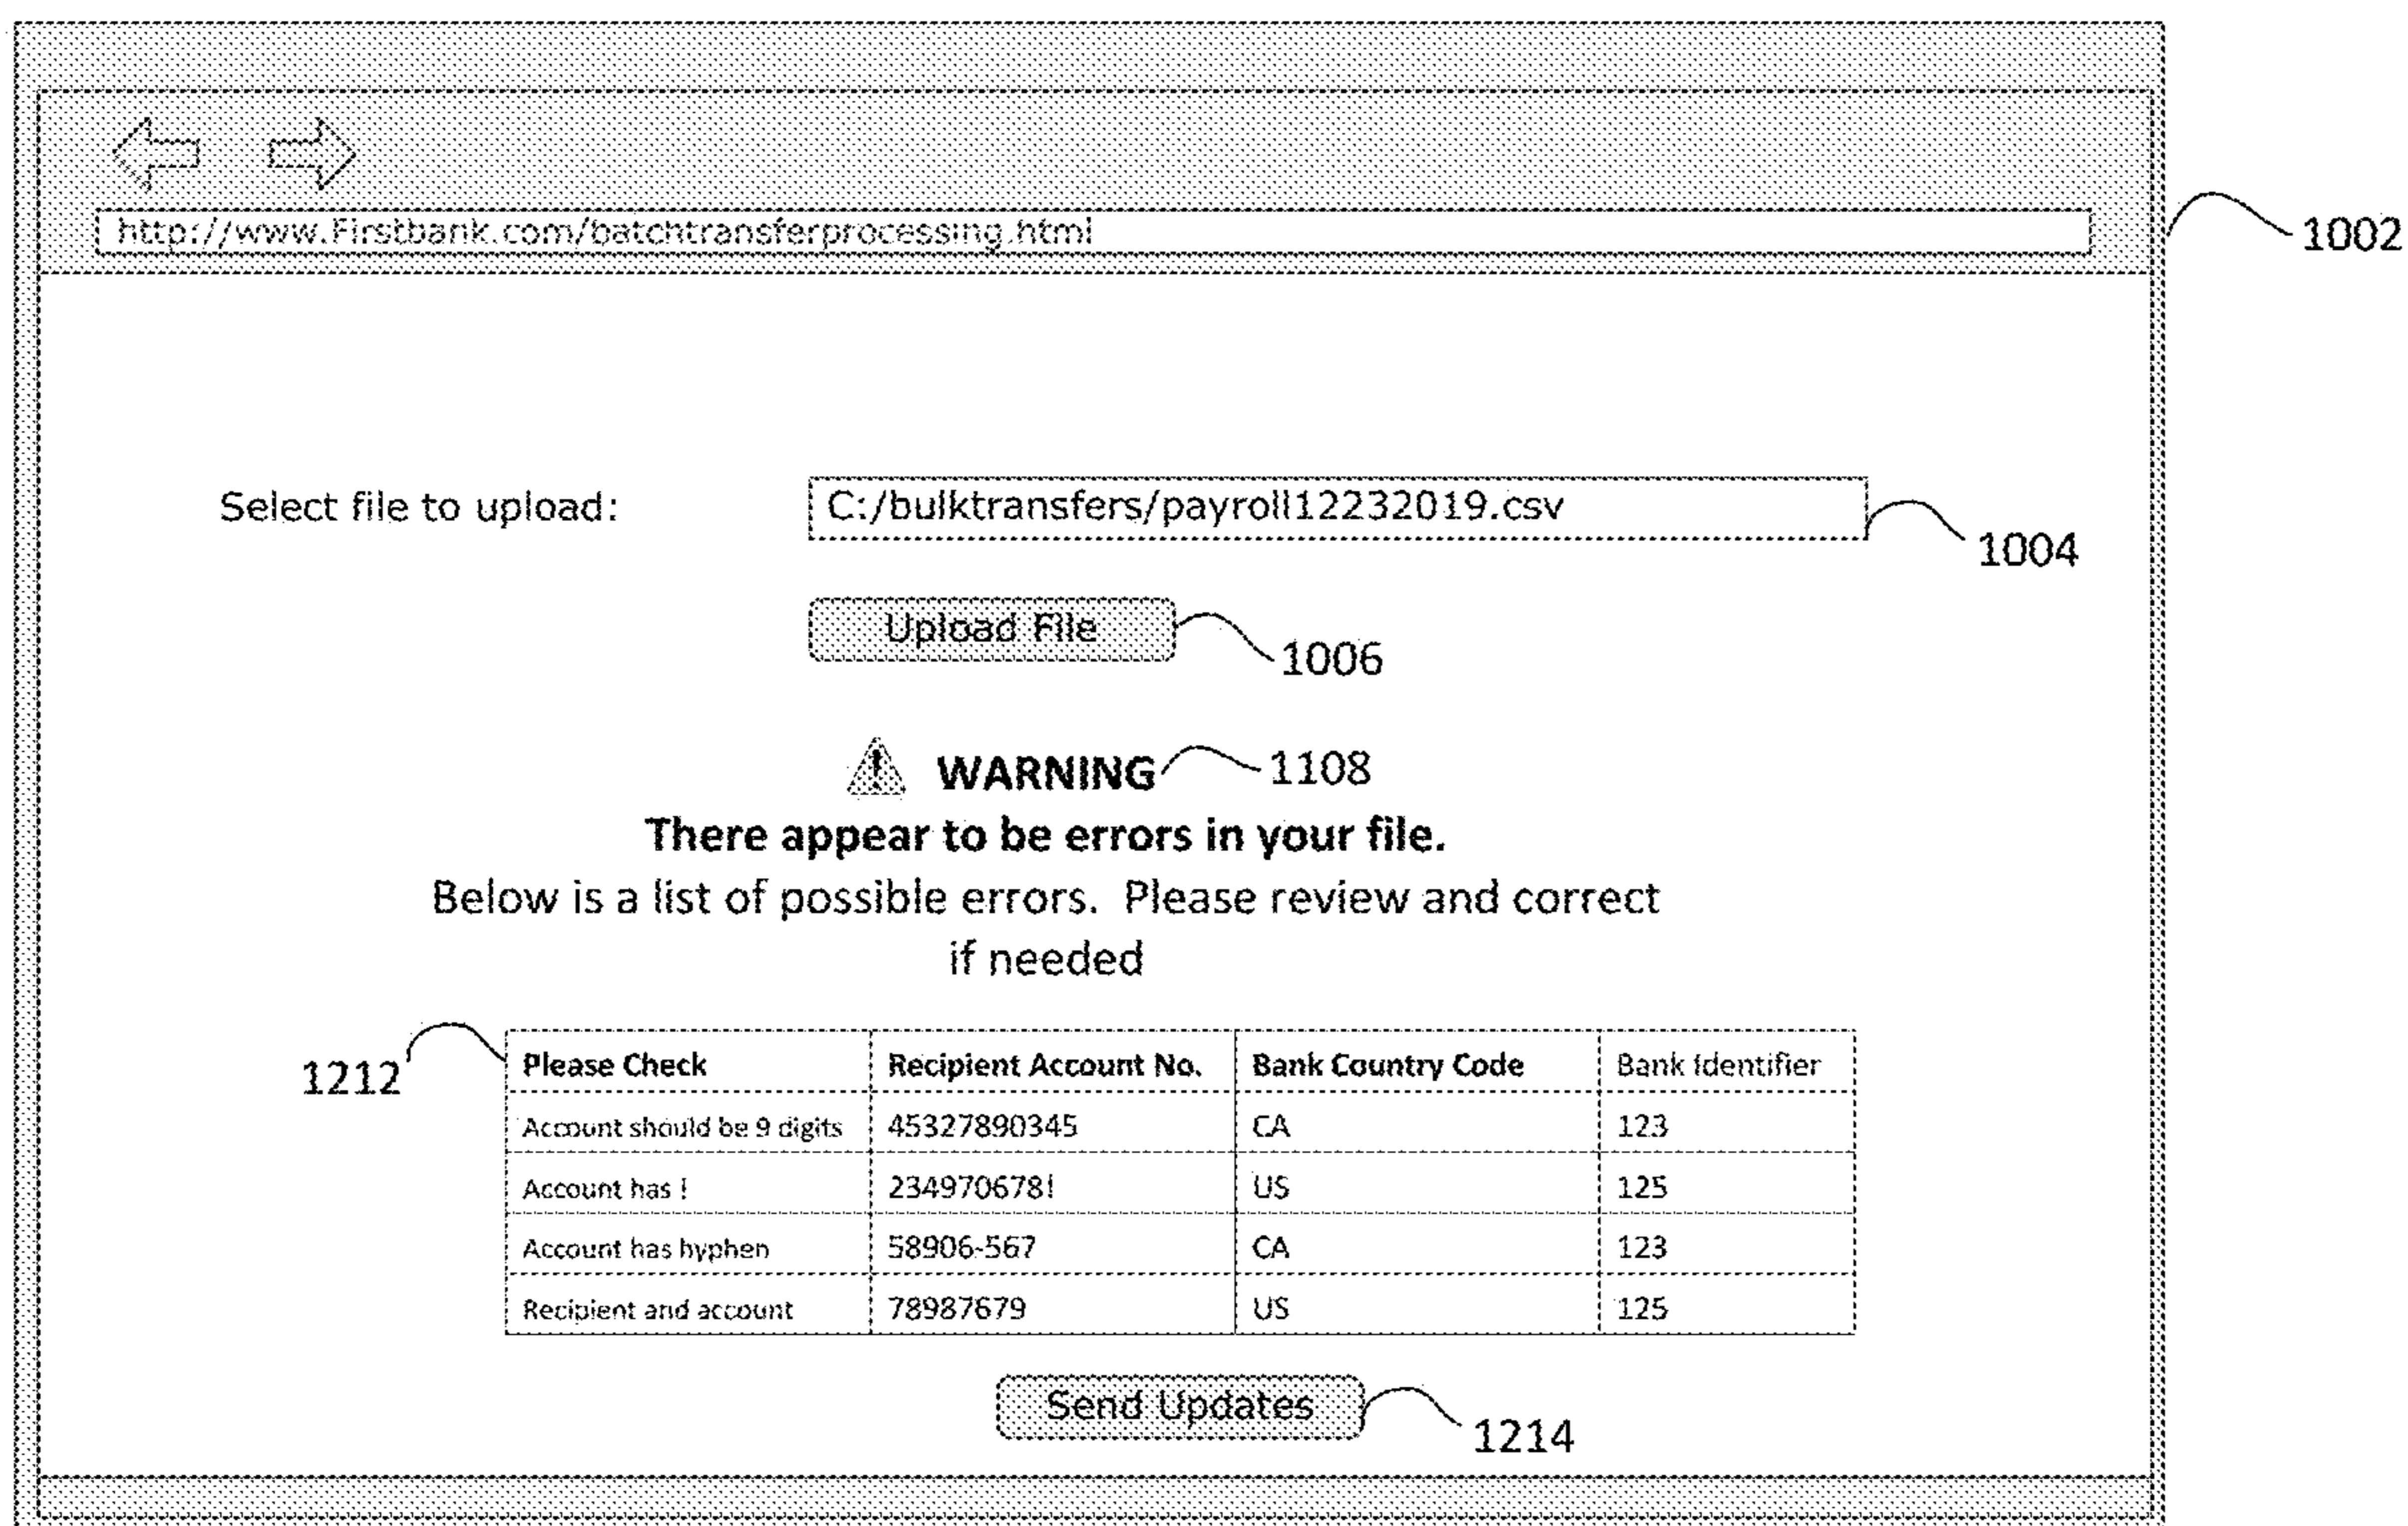 http://www.Firstbank.com/batchtransferprocessing.html
1002
Select file to upload: C:/bulktransfers/payroll12232019.csv
1004
Upload File
1006
WARNING 1108
There appear to be errors in your file.
Below is a list of possible errors. Please review and correct
if needed
1212
Please Check Recipient Account No. Bank Country Code Bank Identifier
Account should be 9 digits 45327890345 CA 123
Account has ! 234970678! US 125
Account has hyphen 58906-567 CA 123
Recipient and account 78987679 US 125
Send Updates
1214